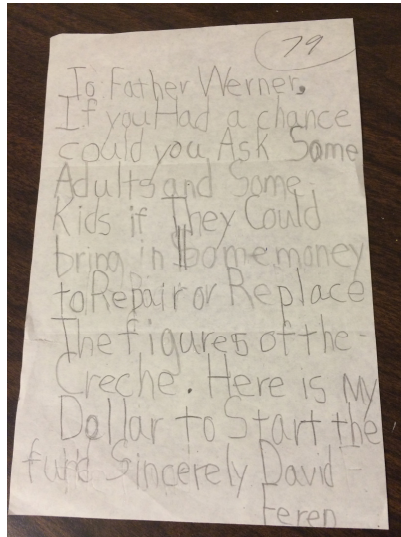 79
To Father Werner.
If you Had a chance
could you Ask Some
Adults and Some
Kids if They Could
bring in Some money
to Repair or Replace
The figures of the
Creche. Here is My
Dollar to Start the
fund Sincerely David
Feren